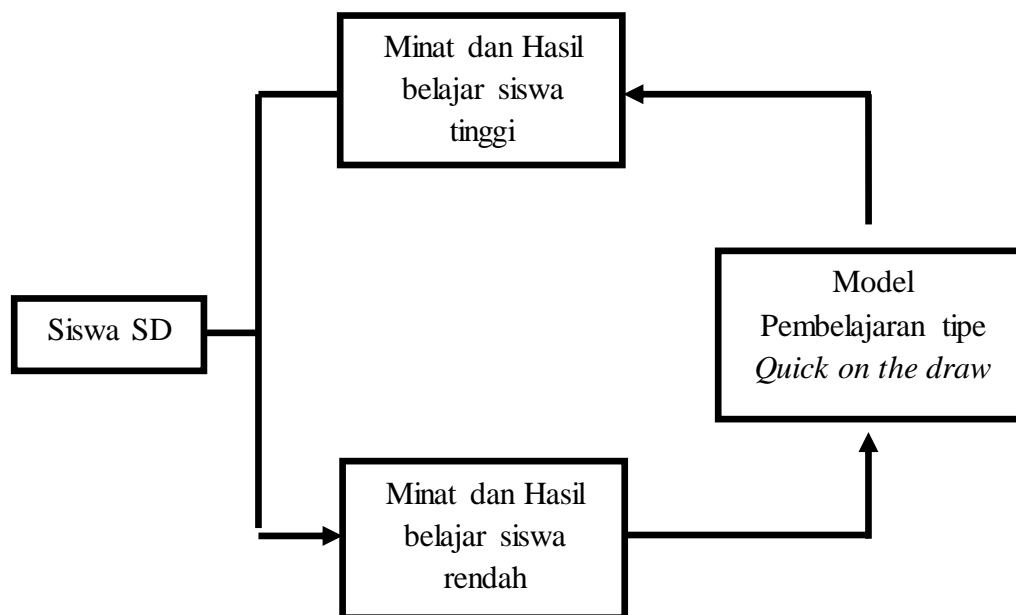 Minat dan Hasil
belajar siswa
tinggi
Siswa SD
Model
Pembelajaran tipe
Quick on the draw
Minat dan Hasil
belajar siswa
rendah